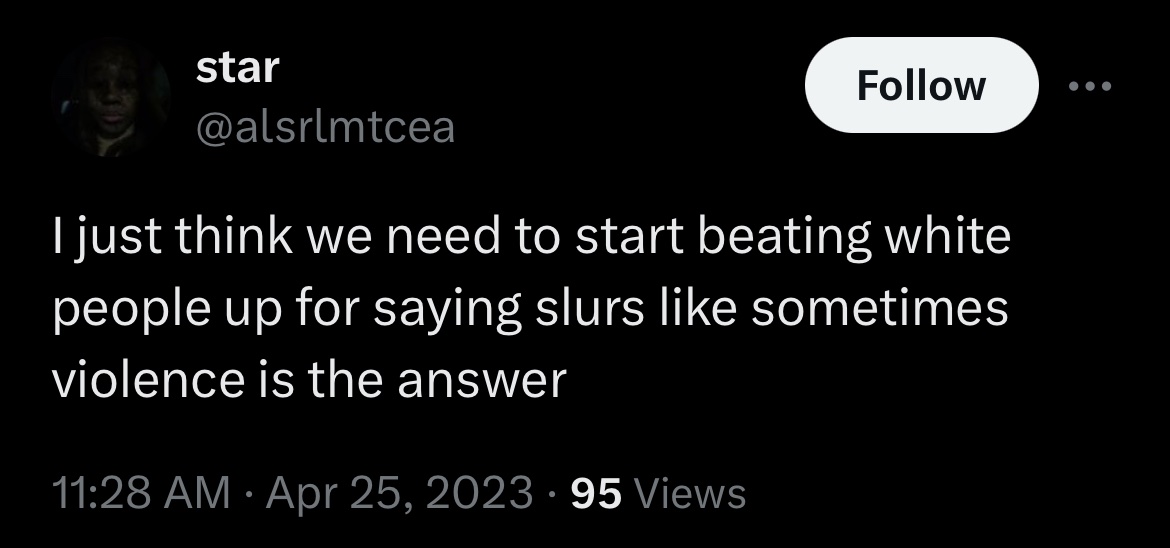 star
Follow
@alsrlmtcea
I just think we need to start beating white
people up for saying slurs like sometimes
violence is the answer
11:28 AM · Apr 25, 2023 · 95 Views